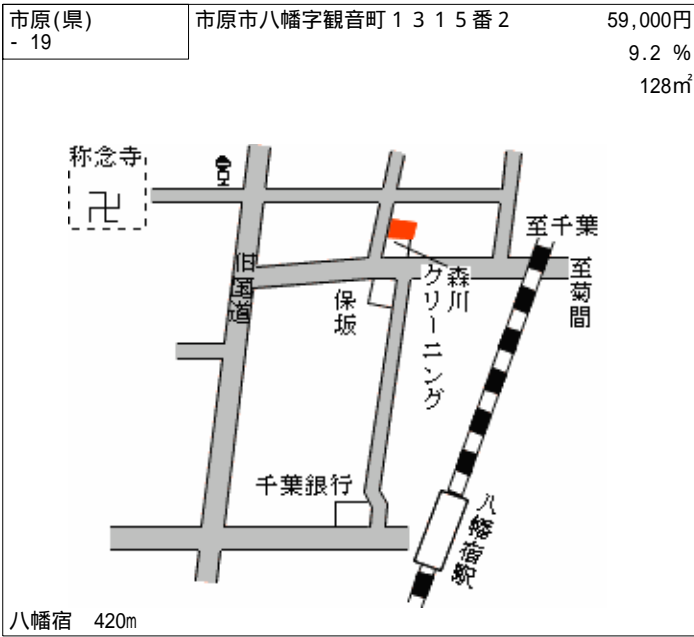 市原(県)
- 19
市原市八幡字観音町1315番2
59,000円
9.2 %
128㎡
称念寺
卍
至千葉
至菊間
旧国道
森川クリーニング
保坂
千葉銀行
八幡宿駅
八幡宿 420m